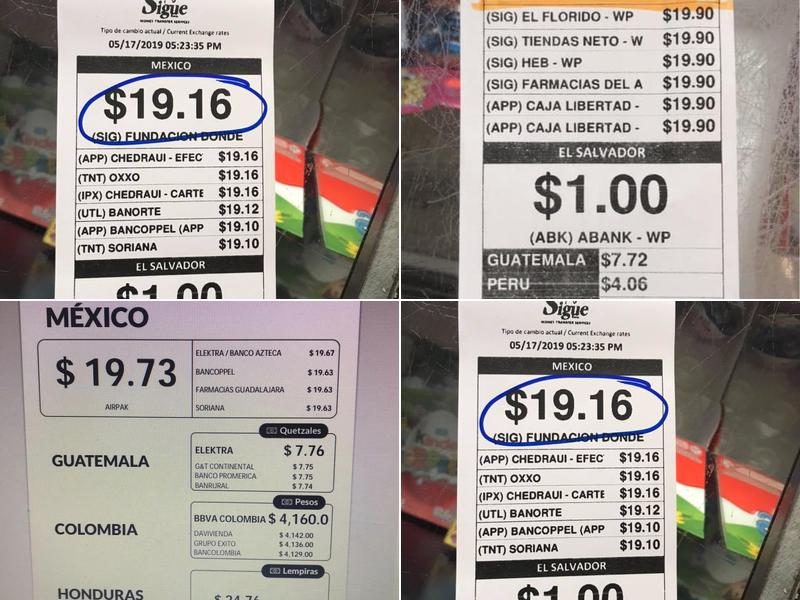 Sigue
MONEY TRANSFER SERVICES
Tipo de cambio actual / Current Exchange rates
05/17/2019 05:23:35 PM
MEXICO
$19.16
(SIG) FUNDACION DONDE
(APP) CHEDRAUI - EFEC $19.16
(TNT) OXXO $19.16
(IPX) CHEDRAUI - CARTE $19.16
(UTL) BANORTE $19.12
(APP) BANCOPPEL (APP $19.10
(TNT) SORIANA $19.10
EL SALVADOR
$1.00
(SIG) EL FLORIDO - WP $19.90
(SIG) TIENDAS NETO - W $19.90
(SIG) HEB - WP $19.90
(SIG) FARMACIAS DEL A $19.90
(APP) CAJA LIBERTAD - $19.90
(APP) CAJA LIBERTAD - $19.90
EL SALVADOR
$1.00
(ABK) ABANK - WP
GUATEMALA $7.72
PERU $4.06
MÉXICO
$ 19.73
AIRPAK
ELEKTRA / BANCO AZTECA $ 19.67
BANCOPPEL $ 19.63
FARMACIAS GUADALAJARA $ 19.63
SORIANA $ 19.63
Quetzales
GUATEMALA
ELEKTRA $ 7.76
G&T CONTINENTAL $ 7.75
BANCO PROMERICA $ 7.75
BANRURAL $ 7.74
Pesos
COLOMBIA
BBVA COLOMBIA $ 4,160.0
DAVIVIENDA $ 4,142.00
GRUPO EXITO $ 4,136.00
BANCOLOMBIA $ 4,129.00
Lempiras
HONDURAS
$ 24.76
Sigue
MONEY TRANSFER SERVICES
Tipo de cambio actual / Current Exchange rates
05/17/2019 05:23:35 PM
MEXICO
$19.16
(SIG) FUNDACION DONDE
(APP) CHEDRAUI - EFEC $19.16
(TNT) OXXO $19.16
(IPX) CHEDRAUI - CARTE $19.16
(UTL) BANORTE $19.12
(APP) BANCOPPEL (APP $19.10
(TNT) SORIANA $19.10
EL SALVADOR
$1.00